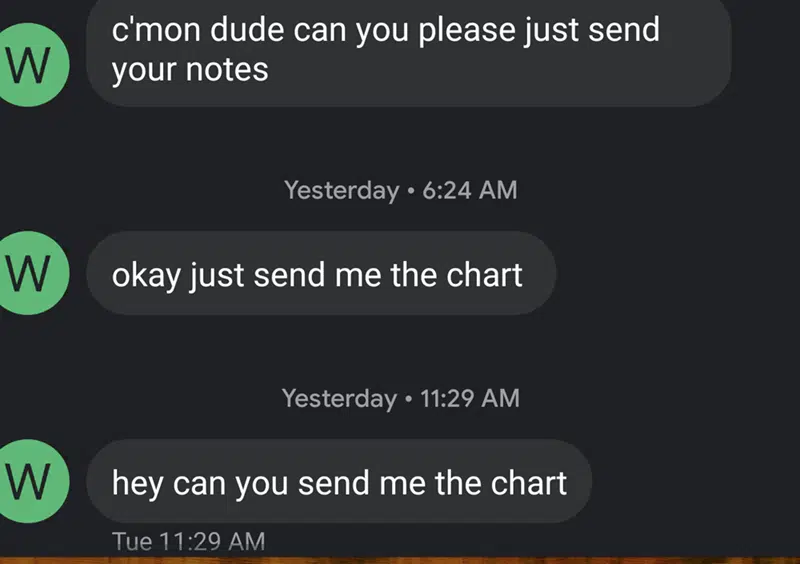 c'mon dude can you please just send
your notes
W
Yesterday • 6:24 AM
W
okay just send me the chart
Yesterday • 11:29 AM
W
hey can you send me the chart
Tue 11:29 AM